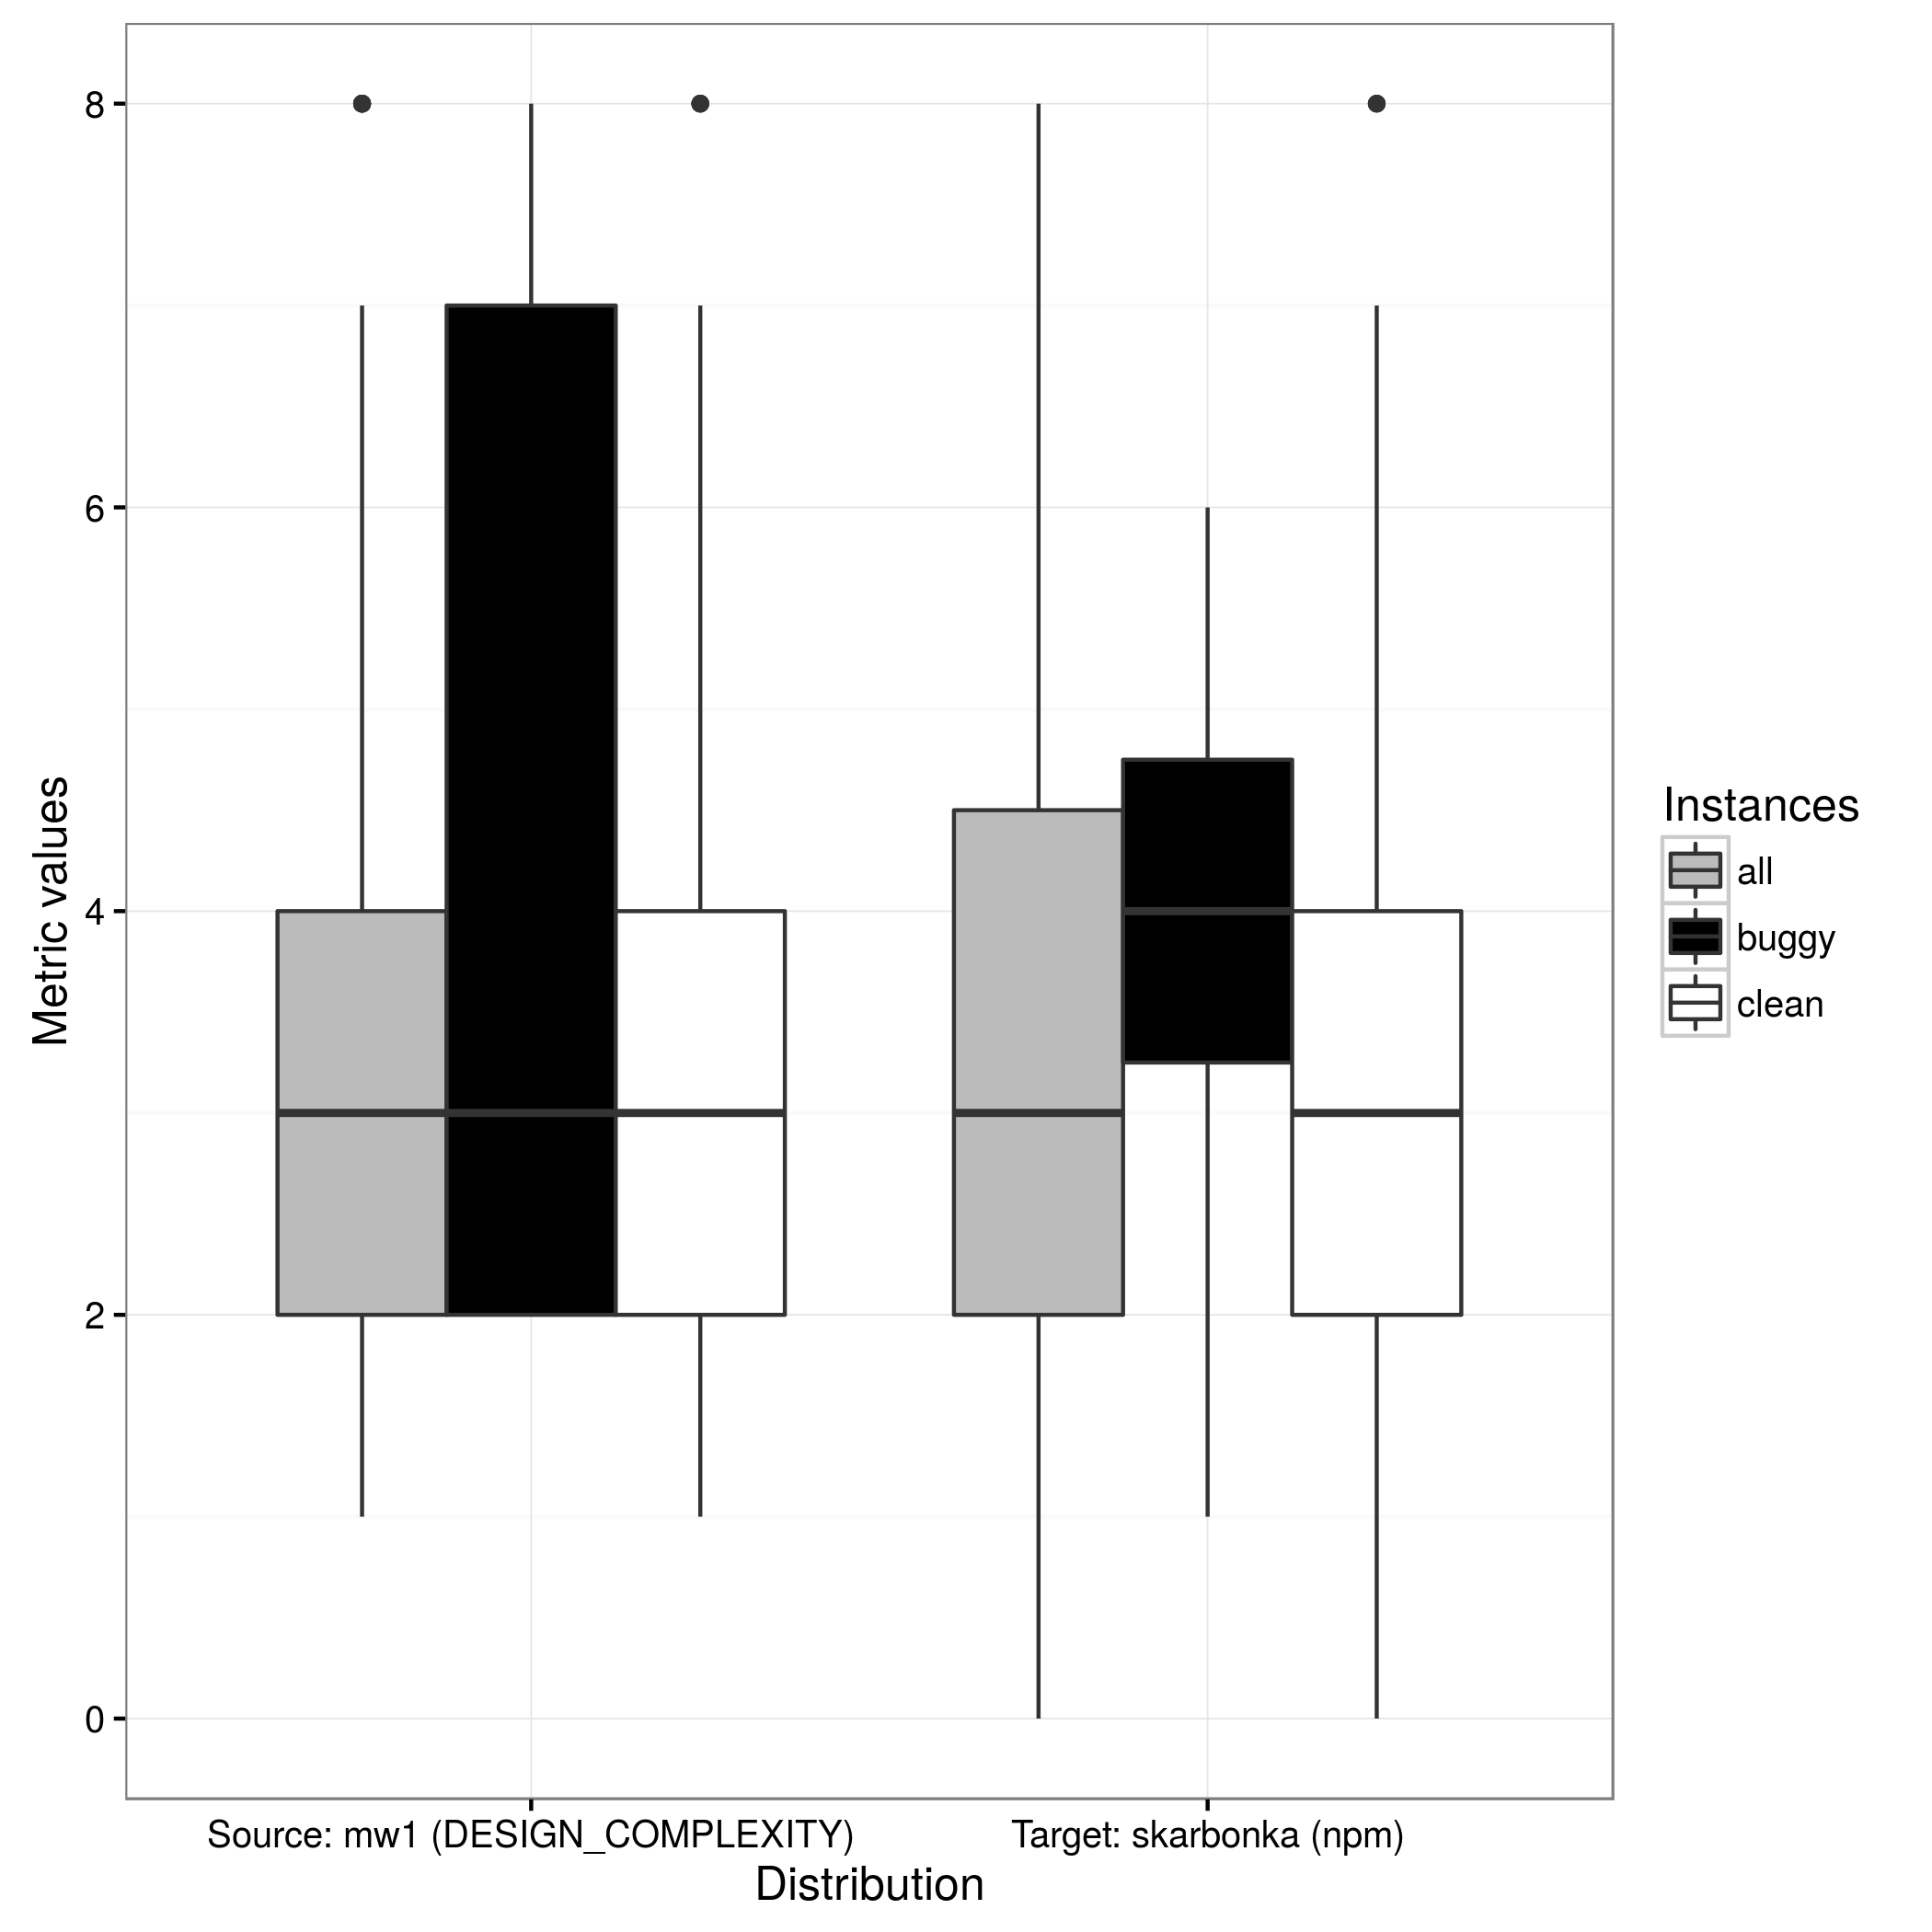 8
6
4
2
0
Metric values
Source: mw1 (DESIGN_COMPLEXITY)
Target: skarbonka (npm)
Distribution
Instances
all
buggy
clean